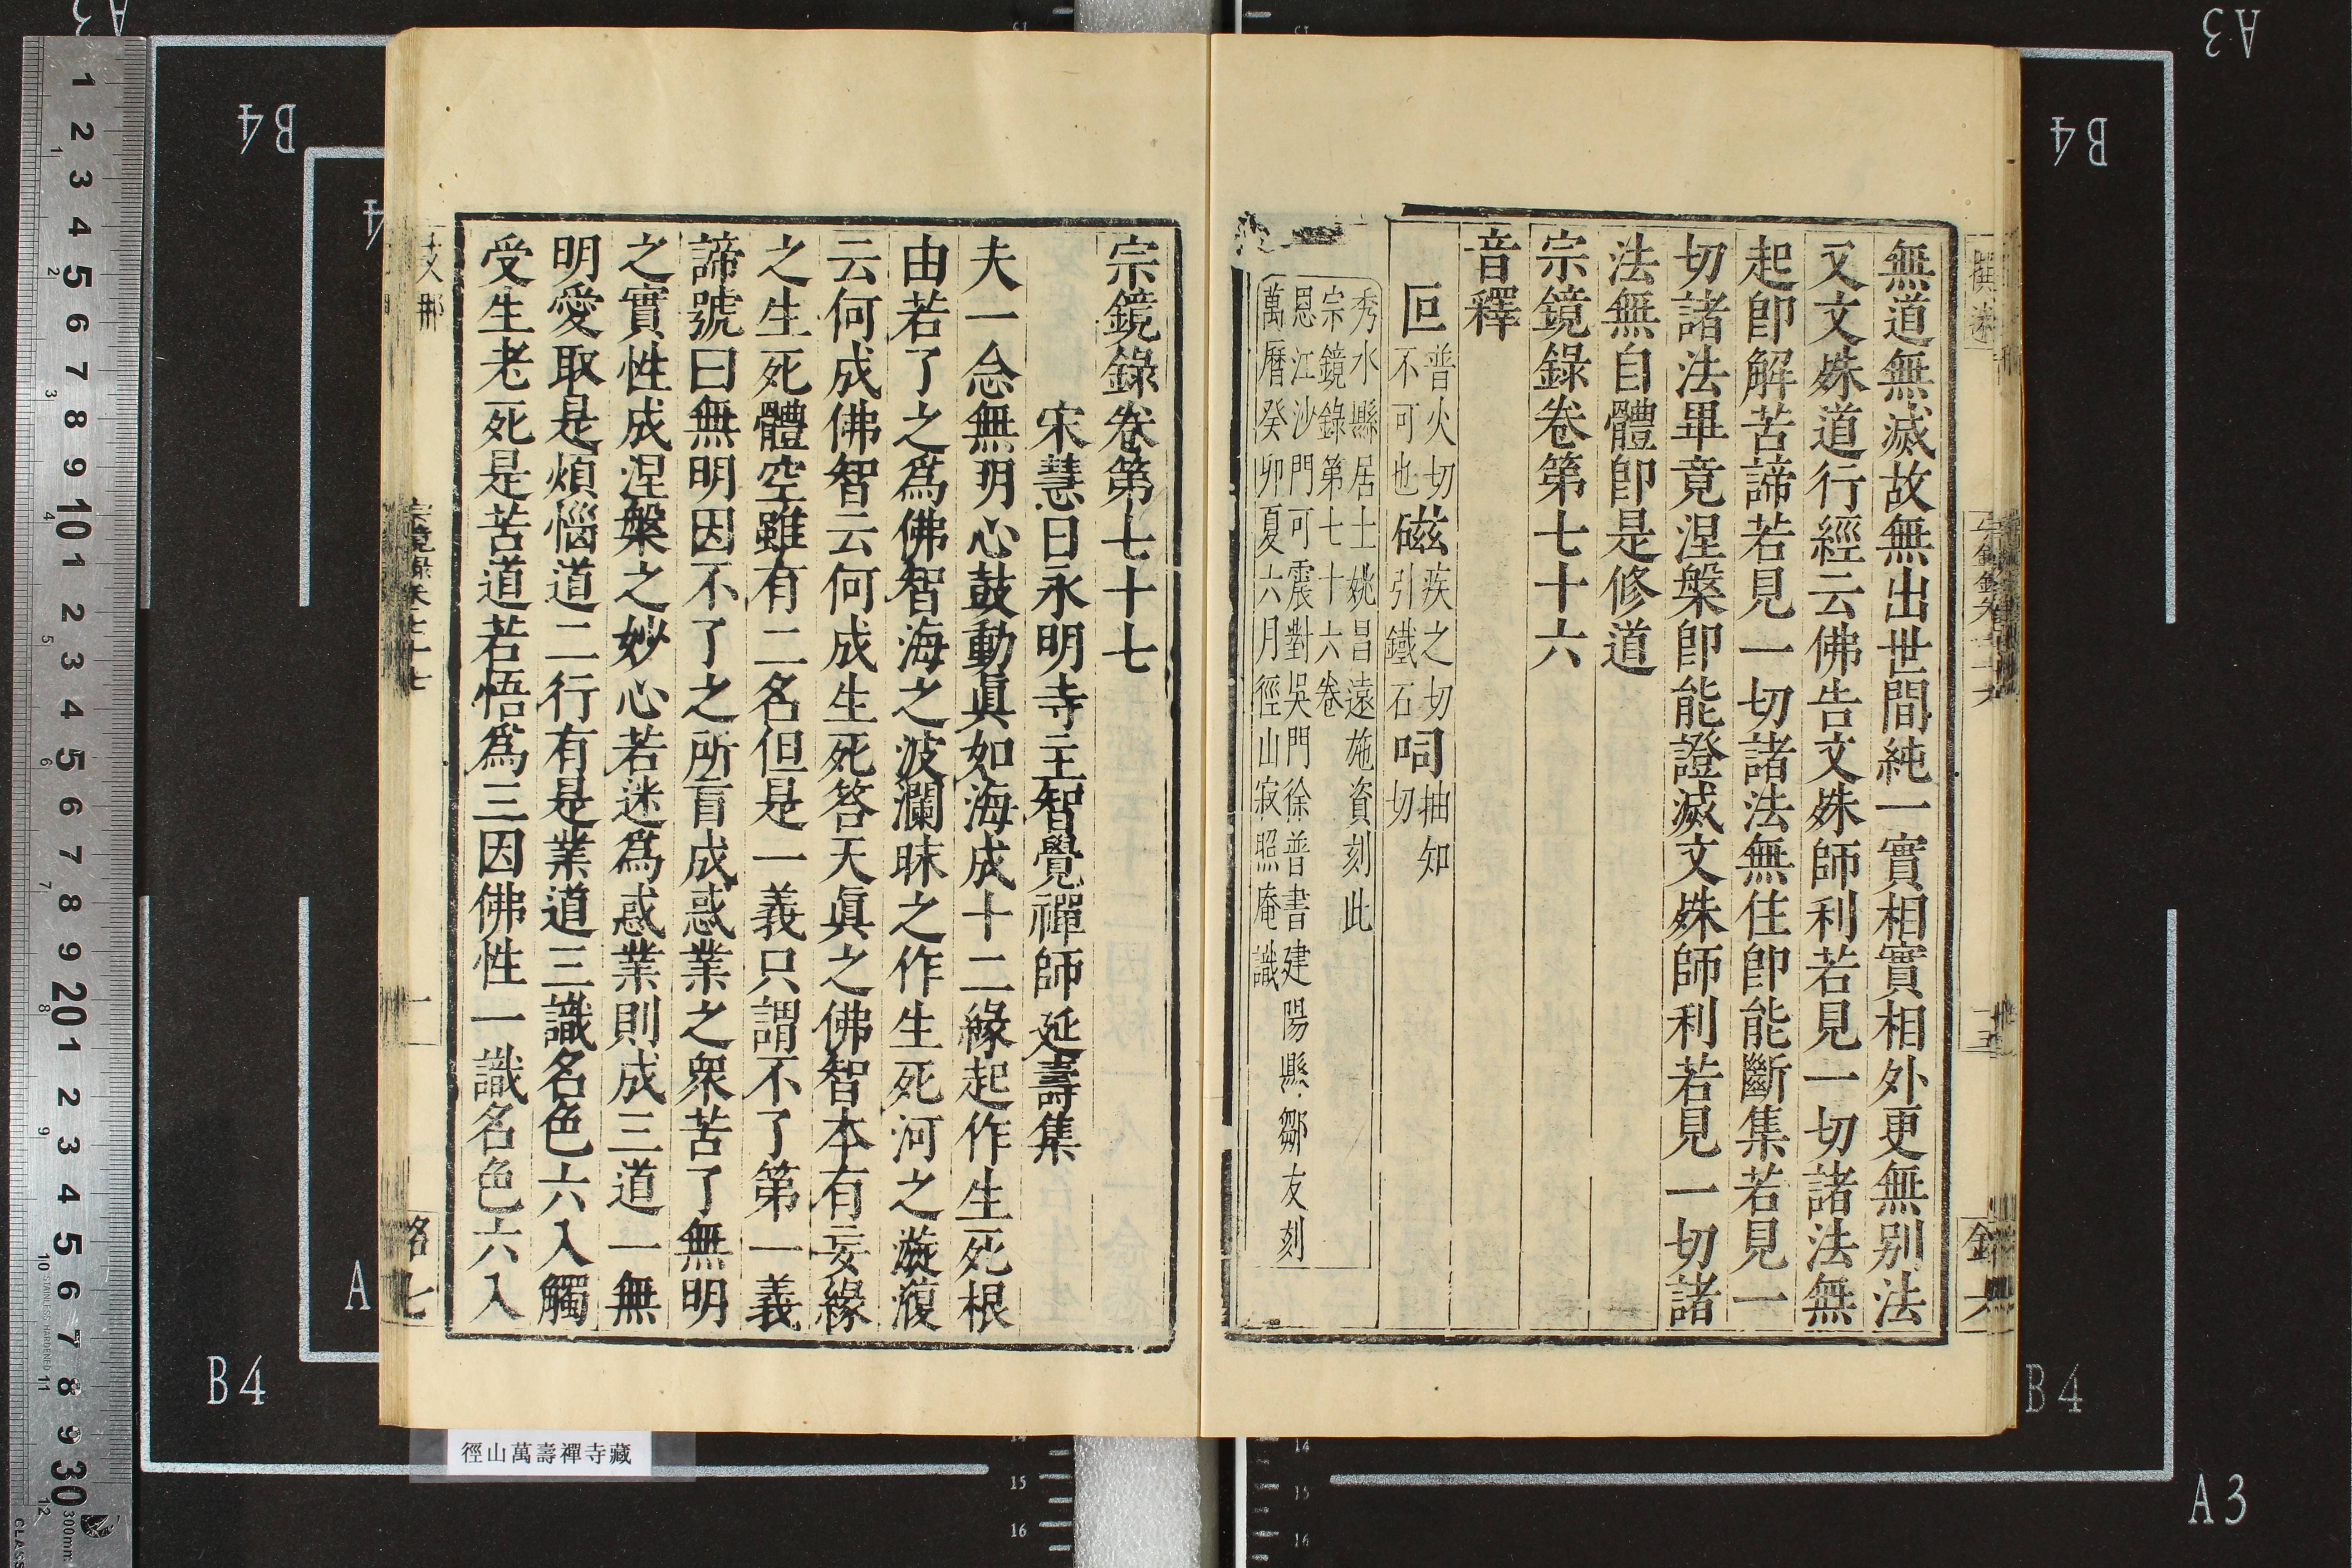 無道無滅故無出世間純一實相實相外更無别法
又文殊道行經云佛告文殊師利若見一切諸法無
起卽解苦諦若見一切諸法無住卽能斷集若見一
切諸法畢竟涅槃卽能證滅文殊師利若見一切諸
法無自體卽是修道
宗鏡錄卷第七十六
音釋
叵普火切不可也磁疾之切引鐵石呞抽知切
秀水縣居士姚昌遠施資刻此
宗鏡錄第七十六卷
恩江沙門可震對吳門徐普書建陽縣鄒友刻
萬曆癸卯夏六月徑山寂照庵識
宗鏡錄卷第七十七
宋慧日永明寺主智覺禪師延壽集
夫一念無明心鼓動眞如海成十二緣起作生死根
由若了之爲佛智海之波瀾昧之作生死河之漩澓
云何成佛智云何成生死答天眞之佛智本有妄緣
之生死體空雖有二名但是一義只謂不了第一義
諦號曰無明因不了之所盲成惑業之衆苦了無明
之實性成涅槃之妙心若迷爲惑業則成三道一無
明愛取是煩惱道二行有是業道三識名色六入觸
受生老死是苦道若悟爲三因佛性一識名色六入
宗鏡錄卷七十七
一
徑山萬壽禪寺藏
B4
B4
B4
B4
A3
A3